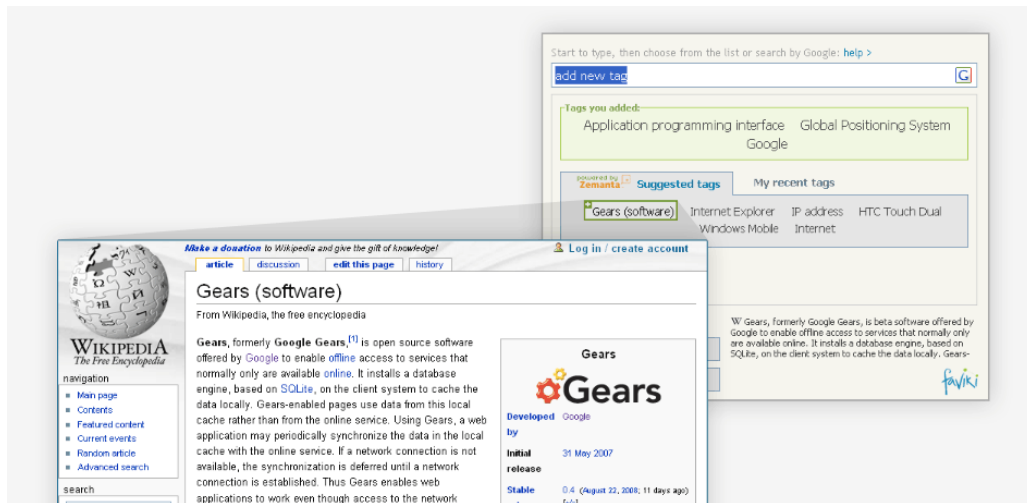 Start to type, then choose from the list or search by Google: help >
add new tag
G
Tags you added:
Application programming interface Global Positioning System
Google
powered by
Zemanta
Suggested tags
My recent tags
Gears (software) Internet Explorer IP address HTC Touch Dual
Windows Mobile Internet
W Gears, formerly Google Gears, is beta software offered by
Google to enable offline access to services that normally only
are available online. It installs a database engine, based on
SQLite, on the client system to cache the data locally. Gears-
faviki
Make a donation to Wikipedia and give the gift of knowledge!
Log in / create account
article discussion edit this page history
WIKIPEDIA
The Free Encyclopedia
navigation
Main page
Contents
Featured content
Current events
Random article
Advanced search
search
Gears (software)
From Wikipedia, the free encyclopedia
Gears, formerly Google Gears,[1] is open source software
offered by Google to enable offline access to services that
normally only are available online. It installs a database
engine, based on SQLite, on the client system to cache the
data locally. Gears-enabled pages use data from this local
cache rather than from the online service. Using Gears, a web
application may periodically synchronize the data in the local
cache with the online service. If a network connection is not
available, the synchronization is deferred until a network
connection is established. Thus Gears enables web
applications to work even though access to the network
Gears
Gears
Developed by
Google
Initial release
31 May 2007
Stable
0.4 (August 22, 2008; 11 days ago)